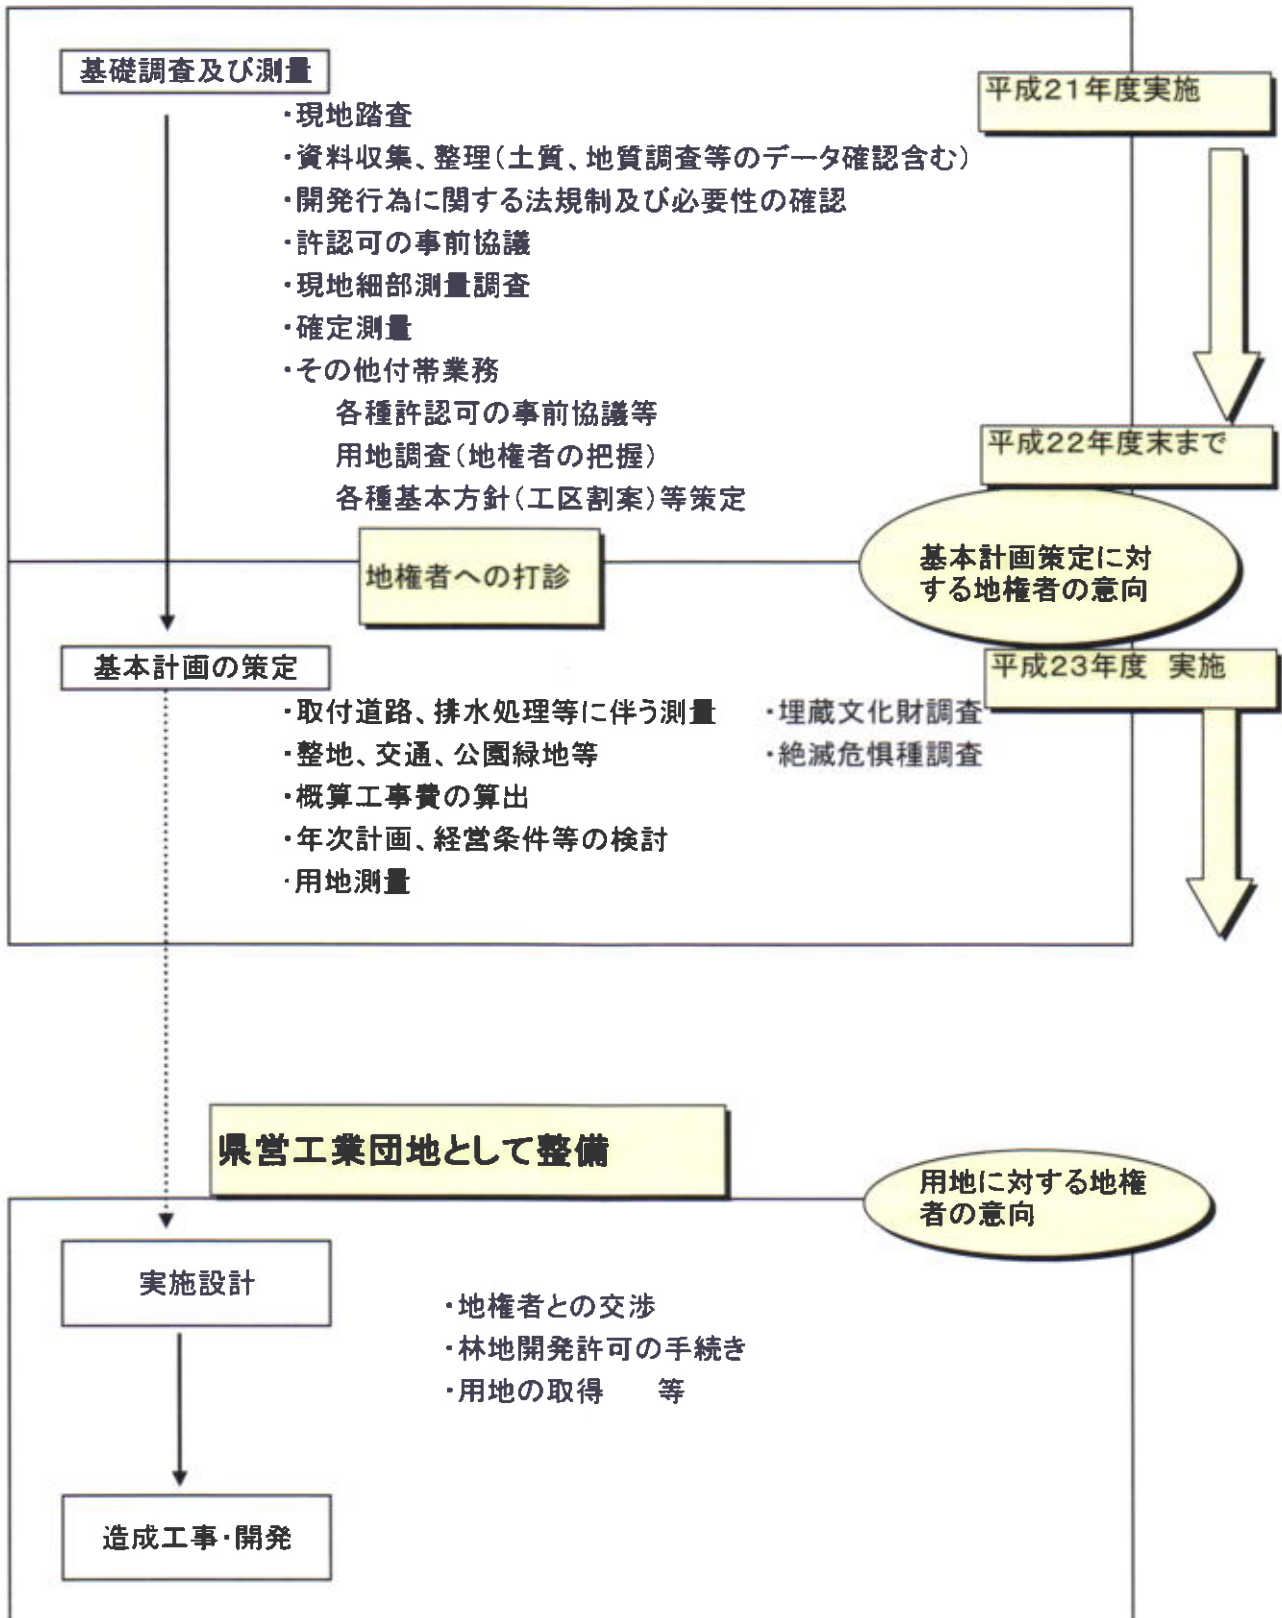 基礎調査及び測量
平成21年度実施
・現地踏査
・資料収集、整理(土質、地質調査等のデータ確認含む)
・開発行為に関する法規制及び必要性の確認
・許認可の事前協議
・現地細部測量調査
・確定測量
・その他付帯業務
各種許認可の事前協議等
用地調査(地権者の把握)
各種基本方針(工区割案)等策定
平成22年度末まで
地権者への打診
基本計画策定に対
する地権者の意向
基本計画の策定
平成23年度 実施
・取付道路、排水処理等に伴う測量
・整地、交通、公園緑地等
・概算工事費の算出
・年次計画、経営条件等の検討
・用地測量
・埋蔵文化財調査
・絶滅危惧種調査
県営工業団地として整備
用地に対する地権
者の意向
実施設計
・地権者との交渉
・林地開発許可の手続き
・用地の取得 等
造成工事・開発